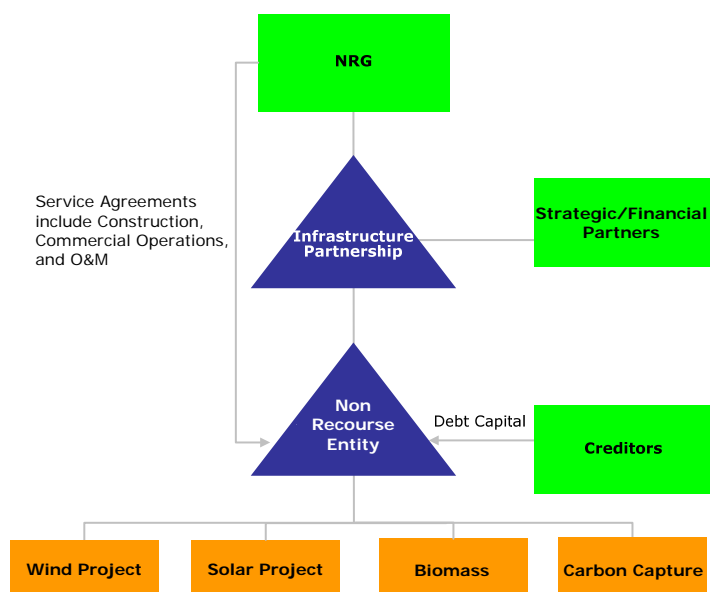 NRG
Service Agreements
include Construction,
Commercial Operations,
and O&M
Infrastructure
Partnership
Strategic/Financial
Partners
Non
Recourse
Entity
Debt Capital
Creditors
Wind Project
Solar Project
Biomass
Carbon Capture